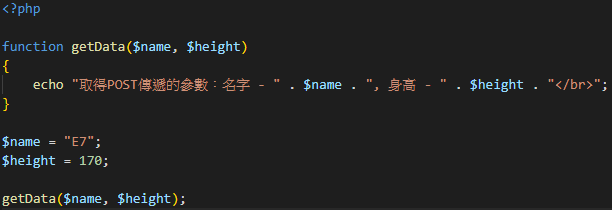 <?php
function getData($name, $height)
{
echo "取得POST傳遞的參數：名字 - " . $name . ", 身高 - " . $height . "</br>";
}
$name = "E7";
$height = 170;
getData($name, $height);